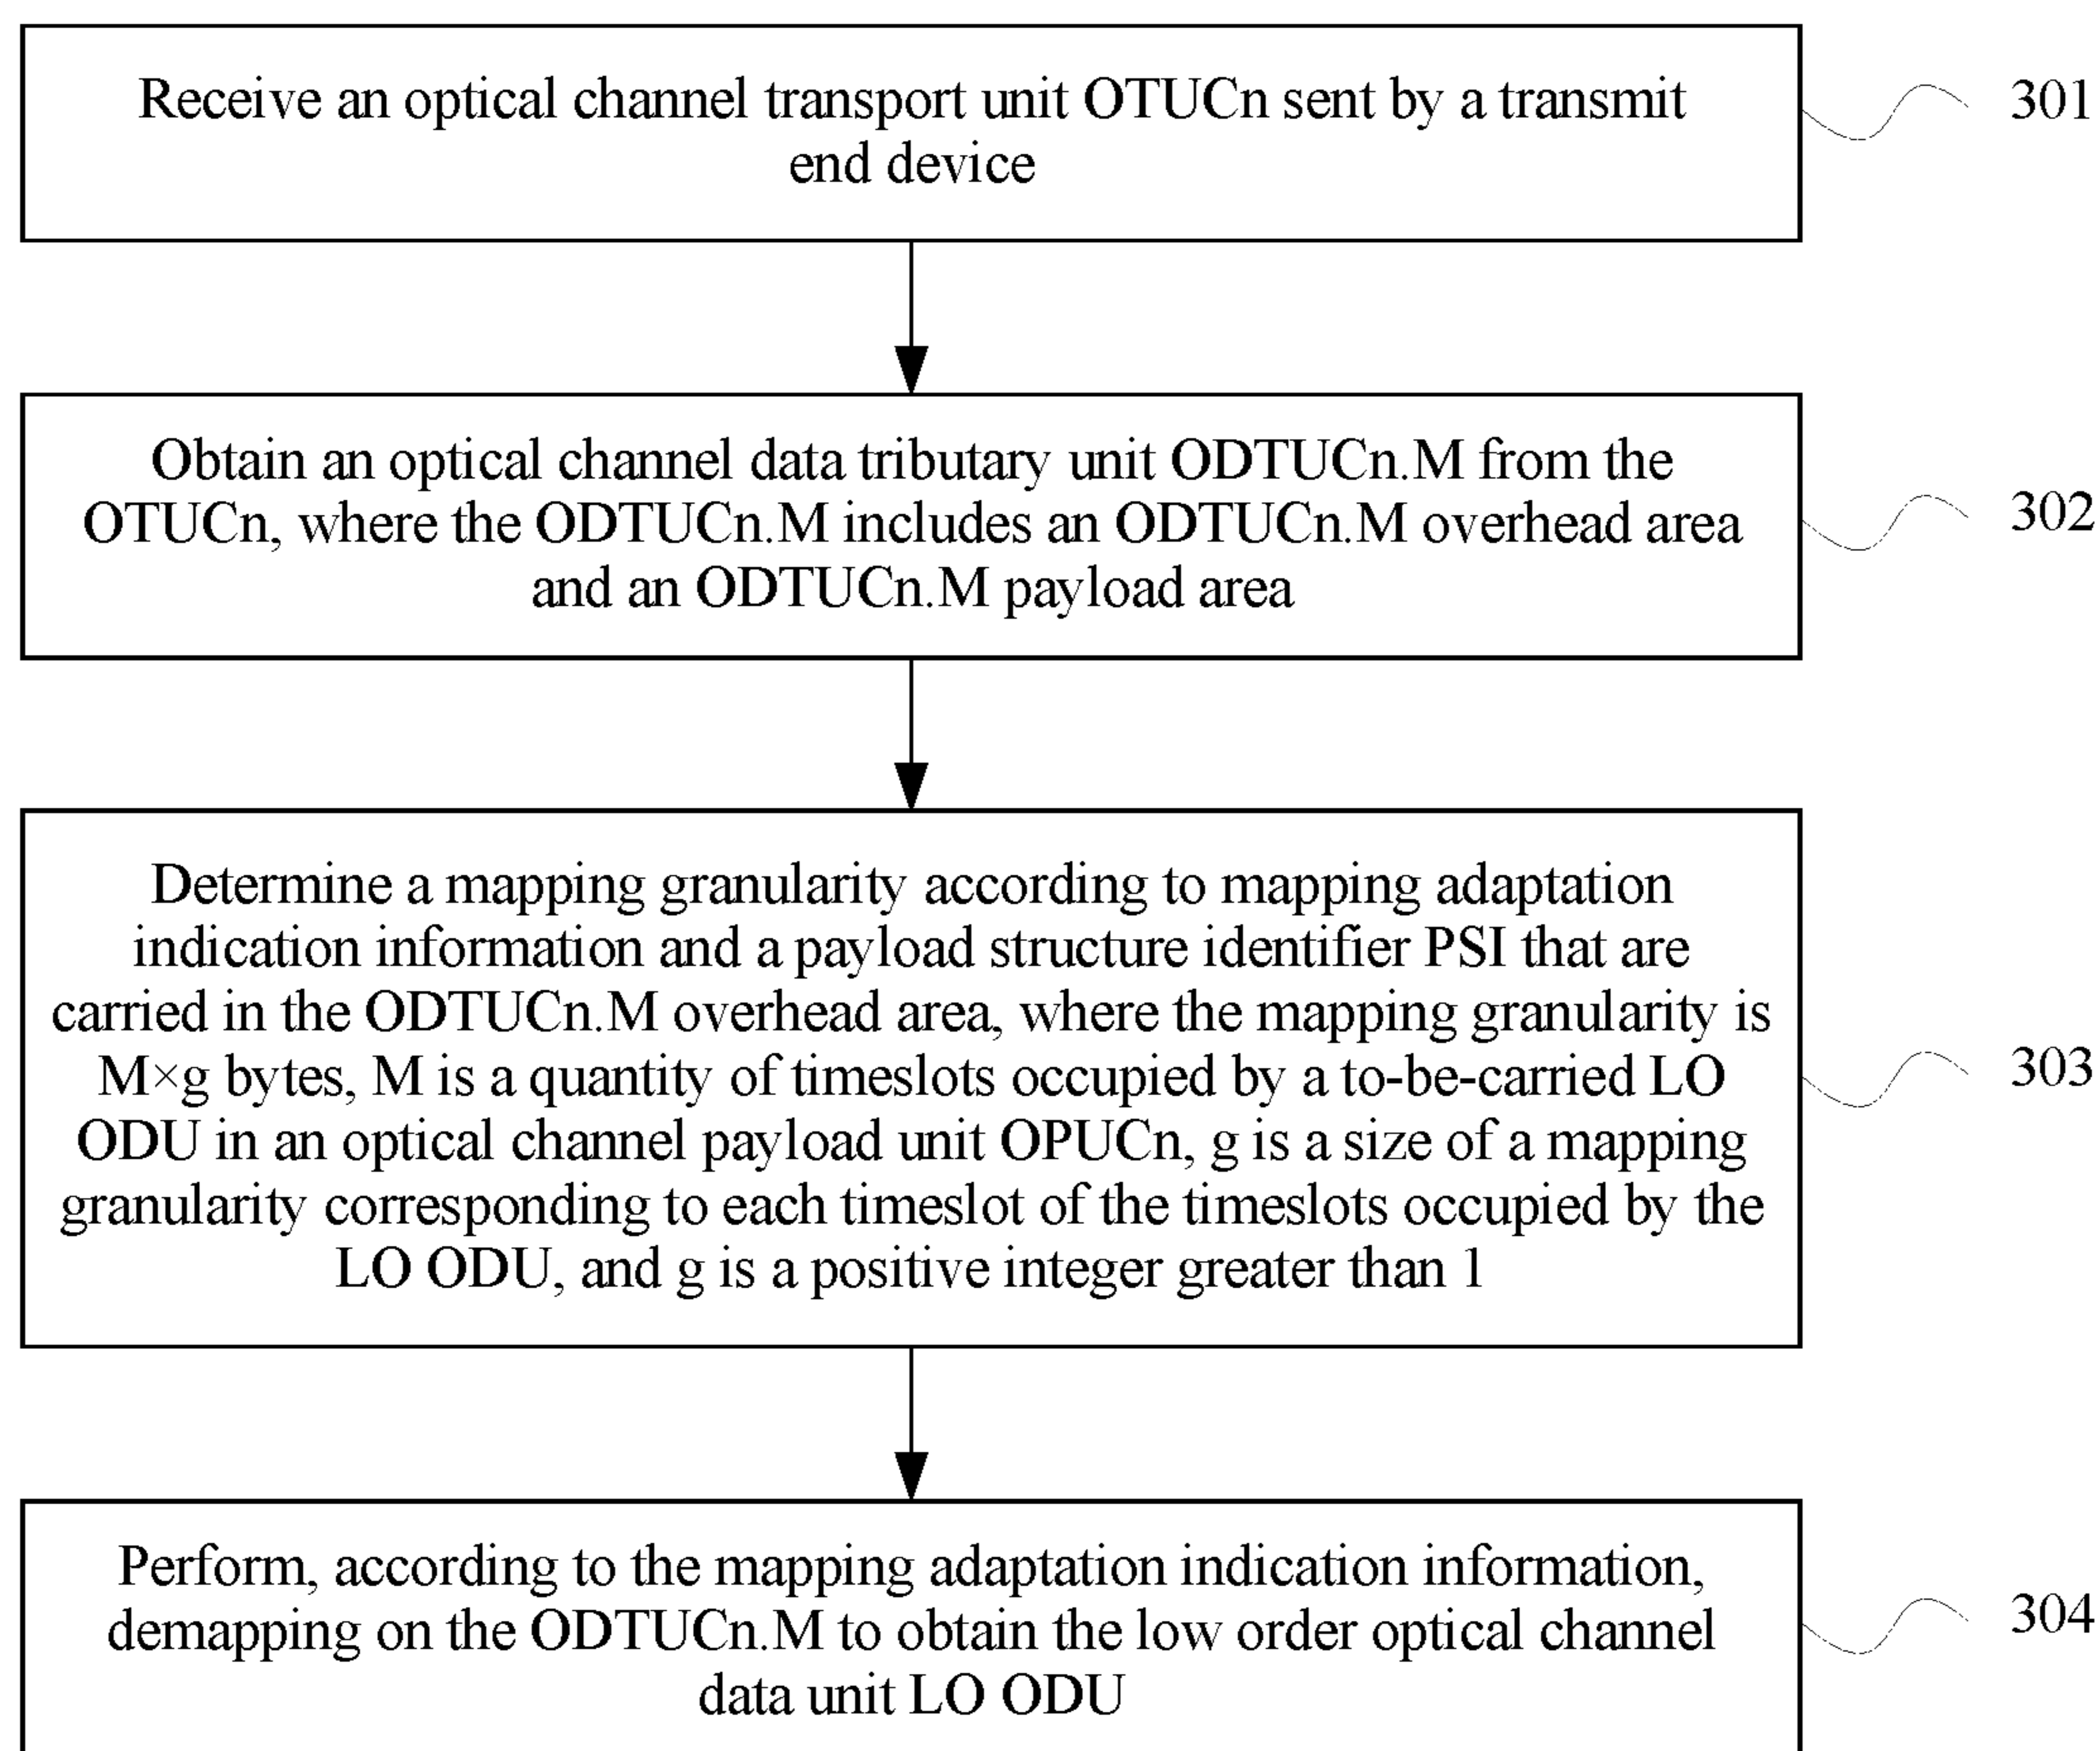 Receive an optical channel transport unit OTUCn sent by a transmit
end device
301
Obtain an optical channel data tributary unit ODTUCn.M from the
OTUCn, where the ODTUCn.M includes an ODTUCn.M overhead area
and an ODTUCn.M payload area
302
Determine a mapping granularity according to mapping adaptation
indication information and a payload structure identifier PSI that are
carried in the ODTUCn.M overhead area, where the mapping granularity is
M×g bytes, M is a quantity of timeslots occupied by a to-be-carried LO
ODU in an optical channel payload unit OPUCn, g is a size of a mapping
granularity corresponding to each timeslot of the timeslots occupied by the
LO ODU, and g is a positive integer greater than 1
303
Perform, according to the mapping adaptation indication information,
demapping on the ODTUCn.M to obtain the low order optical channel
data unit LO ODU
304